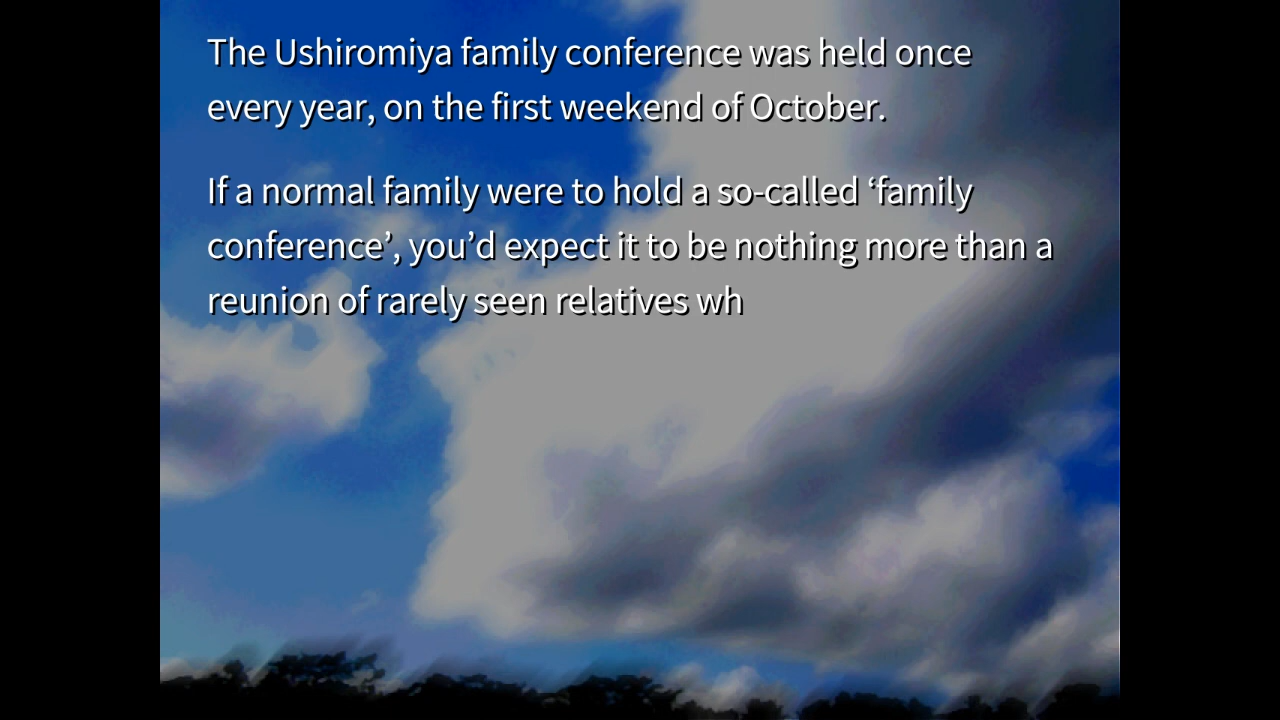 The Ushiromiya family conference was held once
every year, on the first weekend of October.
If a normal family were to hold a so-called ‘family
conference’, you’d expect it to be nothing more than a
reunion of rarely seen relatives wh